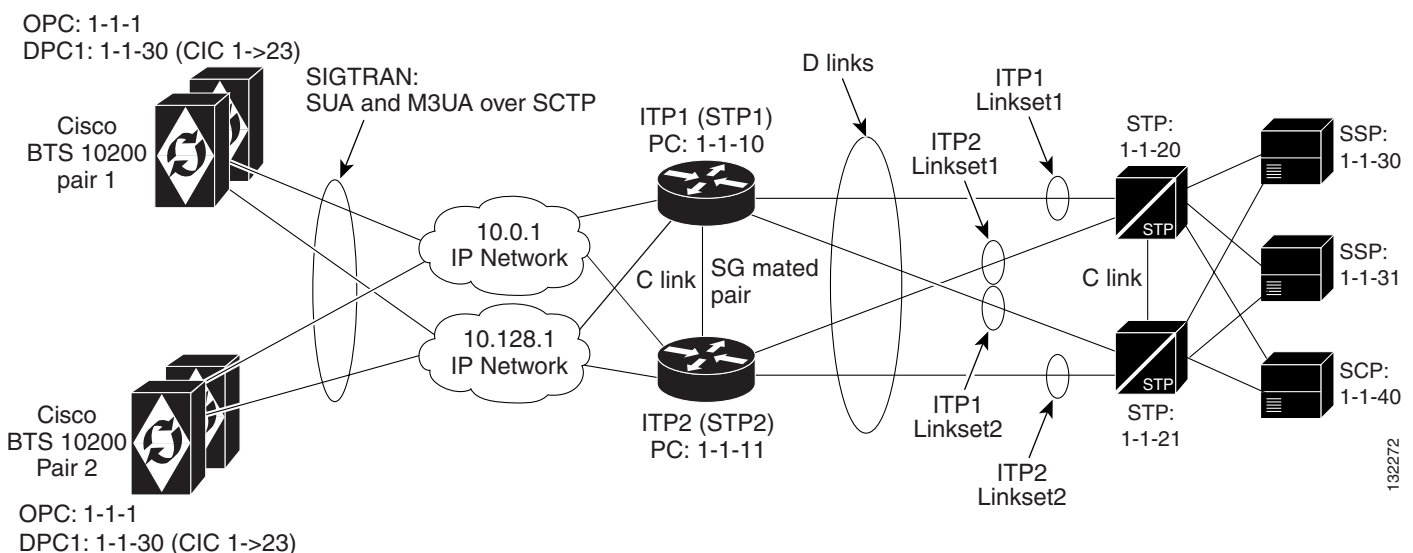 OPC: 1-1-1
DPC1: 1-1-30 (CIC 1->23)
Cisco
BTS 10200
pair 1
SIGTRAN:
SUA and M3UA over SCTP
ITP1 (STP1)
PC: 1-1-10
D links
ITP1
Linkset1
ITP2
Linkset1
STP:
1-1-20
STP
SSP:
1-1-30
10.0.1
IP Network
C link
SG mated
pair
C link
SSP:
1-1-31
10.128.1
IP Network
Cisco
BTS 10200
Pair 2
ITP2 (STP2)
PC: 1-1-11
ITP1
Linkset2
ITP2
Linkset2
STP
STP:
1-1-21
SCP:
1-1-40
OPC: 1-1-1
DPC1: 1-1-30 (CIC 1->23)
132272